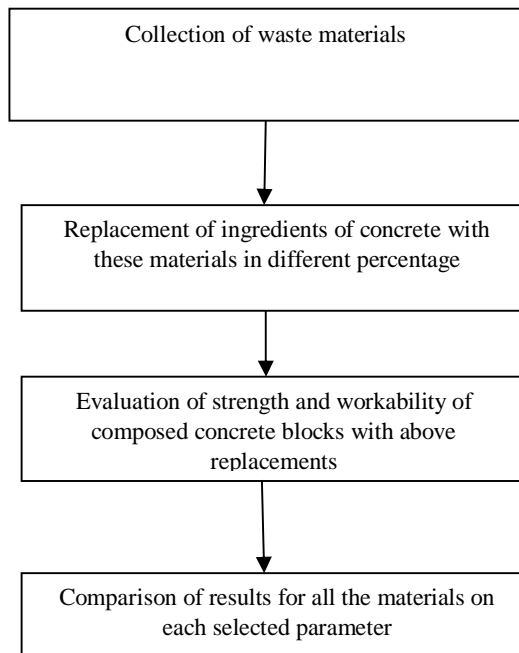 Collection of waste materials
Replacement of ingredients of concrete with
these materials in different percentage
Evaluation of strength and workability of
composed concrete blocks with above
replacements
Comparison of results for all the materials on
each selected parameter